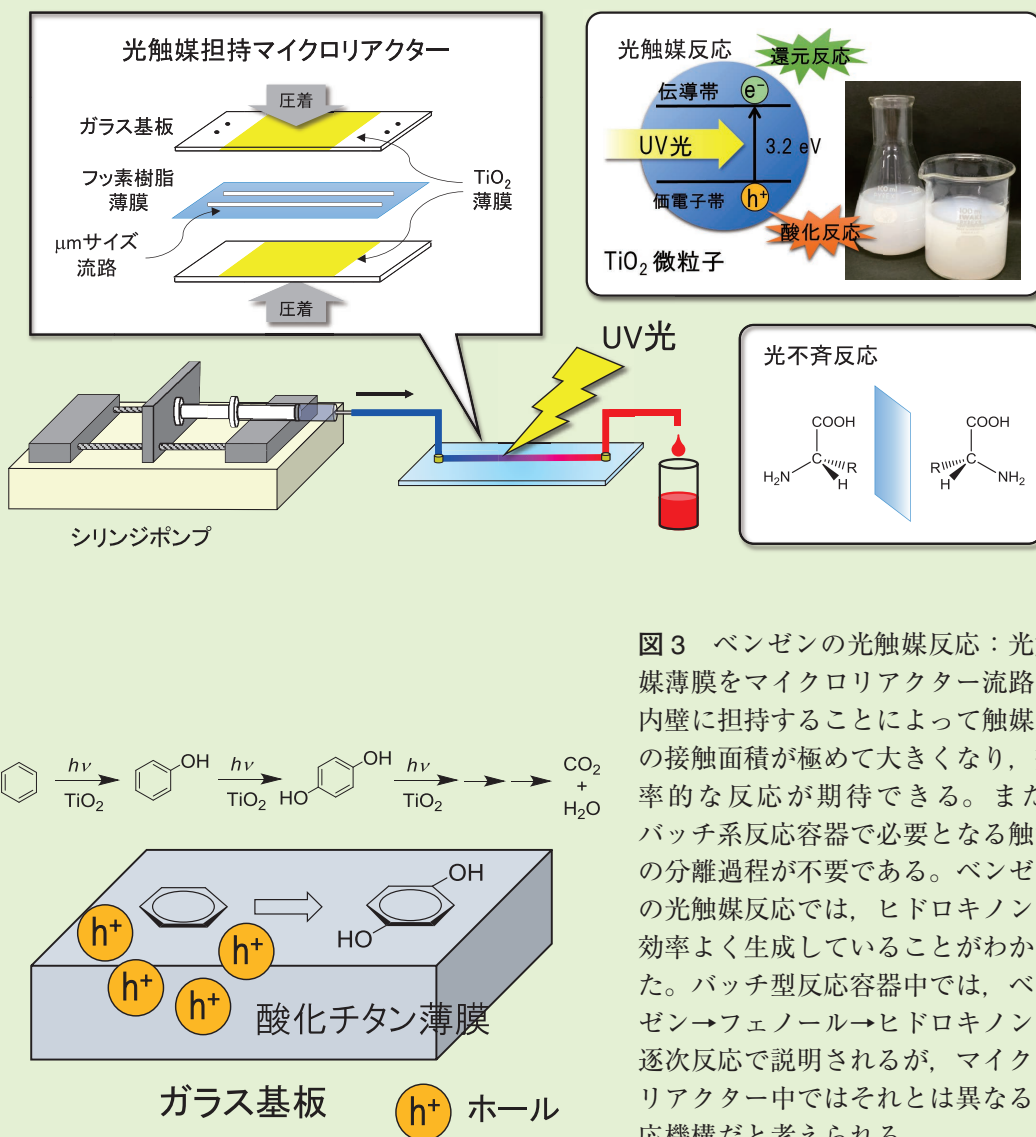 光触媒担持マイクロリアクター
圧着
ガラス基板
フッ素樹脂
薄膜
TiO₂
薄膜
μmサイズ
流路
圧着
光触媒反応
還元反応
伝導帯
e⁻
UV光
3.2 eV
価電子帯
h⁺
酸化反応
TiO₂ 微粒子
UV光
シリンジポンプ
光不斉反応
COOH
C
R
H₂N
H
COOH
C
R
H
NH₂
hν
TiO₂
OH
hν
TiO₂
HO
OH
hν
TiO₂
CO₂
+
H₂O
OH
HO
h⁺
h⁺
h⁺
h⁺
酸化チタン薄膜
ガラス基板
h⁺ ホール
図3 ベンゼンの光触媒反応：光
媒薄膜をマイクロリアクター流路
内壁に担持することによって触媒
の接触面積が極めて大きくなり，
率的な反応が期待できる。また
バッチ系反応容器で必要となる触
の分離過程が不要である。ベンゼ
の光触媒反応では，ヒドロキノン
効率よく生成していることがわか
た。バッチ型反応容器中では，ベ
ゼン→フェノール→ヒドロキノン
逐次反応で説明されるが，マイク
リアクター中ではそれとは異なる
応機構だと考えられる